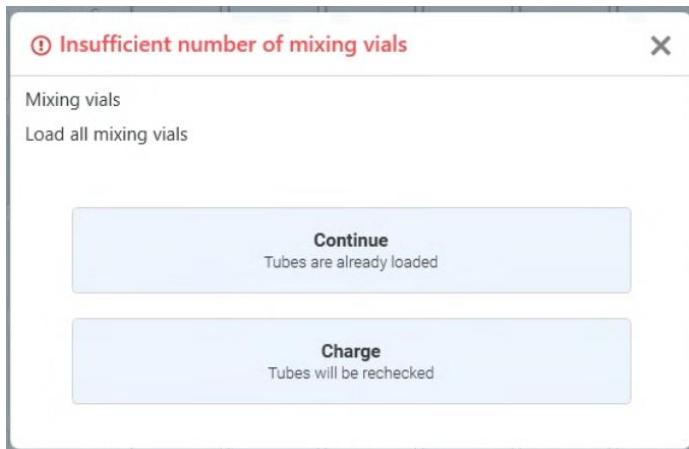 Insufficient number of mixing vials
Mixing vials
Load all mixing vials
Continue
Tubes are already loaded
Charge
Tubes will be rechecked